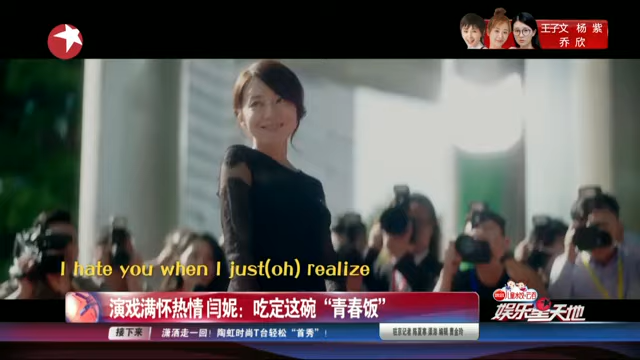 王子文 杨 紫
乔 欣
I hate you when I just(oh) realize
演戏满怀热情 闫妮：吃定这碗“青春饭”
娱乐星天地
接下来
潇洒走一回！陶虹时尚T台轻松“首秀”！